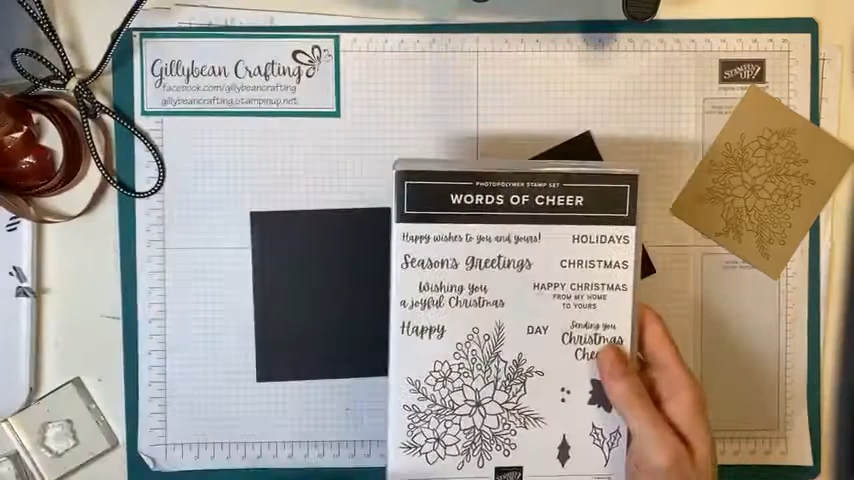 Gillybean Crafting
facebook.com/gillybeancrafting
gillybeancrafting.stampinup.net
STAMPIN' UP!
PHOTOPOLYMER STAMP SET
WORDS OF CHEER
Happy wishes to you and yours!
HOLIDAYS
Season's Greetings
CHRISTMAS
Wishing you
a joyful Christmas
HAPPY CHRISTMAS
FROM MY HOME
TO YOURS
Happy
DAY
Sending you
Christmas
STAMPIN'